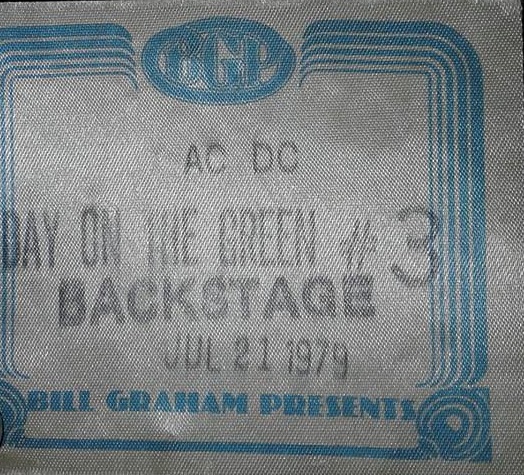 BGP
AC DC
DAY ON THE GREEN # 3
BACKSTAGE
JUL 21 1979
BILL GRAHAM PRESENTS